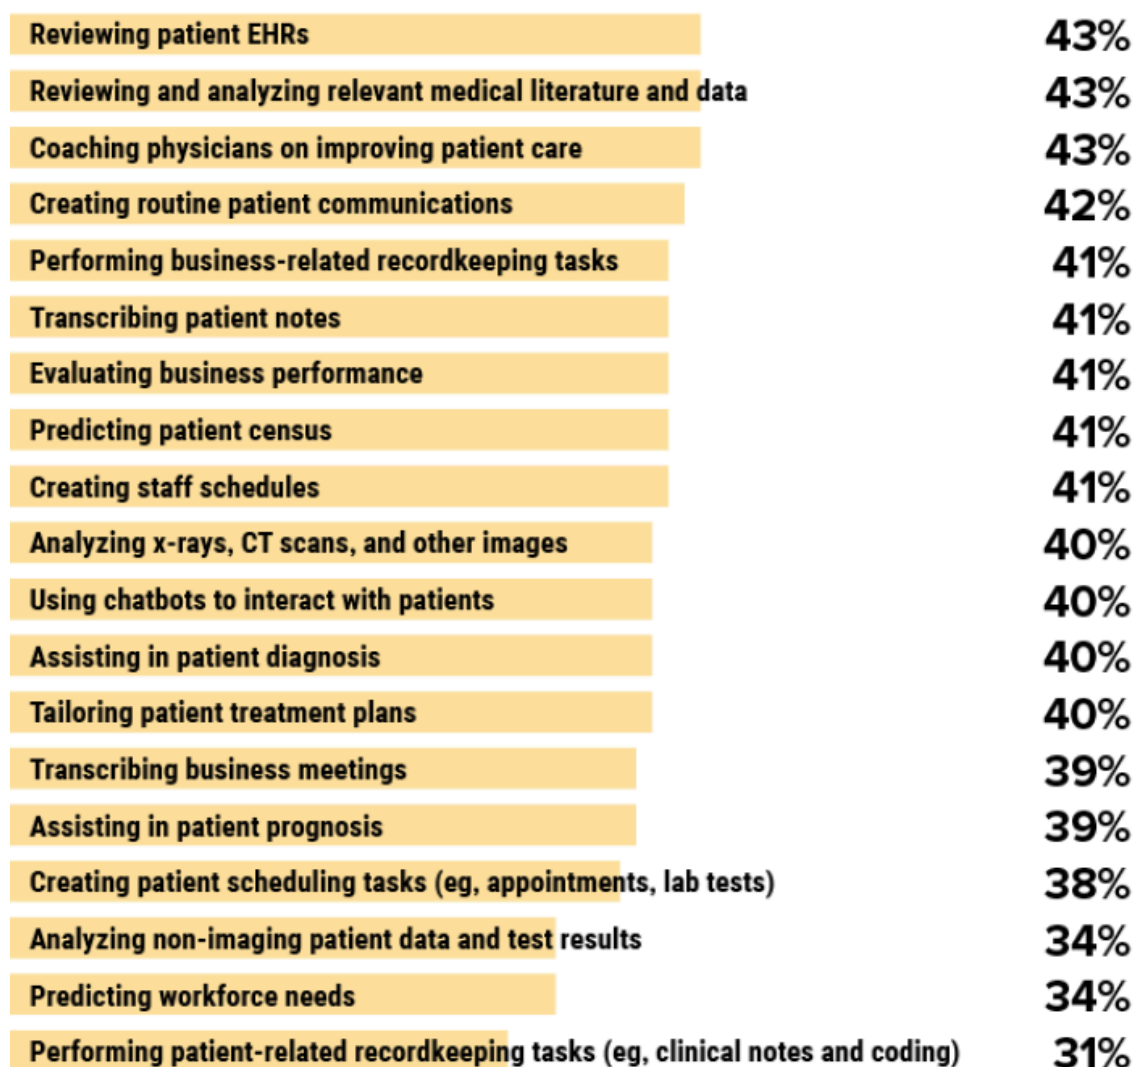 Reviewing patient EHRs 43%
Reviewing and analyzing relevant medical literature and data 43%
Coaching physicians on improving patient care 43%
Creating routine patient communications 42%
Performing business-related recordkeeping tasks 41%
Transcribing patient notes 41%
Evaluating business performance 41%
Predicting patient census 41%
Creating staff schedules 41%
Analyzing x-rays, CT scans, and other images 40%
Using chatbots to interact with patients 40%
Assisting in patient diagnosis 40%
Tailoring patient treatment plans 40%
Transcribing business meetings 39%
Assisting in patient prognosis 39%
Creating patient scheduling tasks (eg, appointments, lab tests) 38%
Analyzing non-imaging patient data and test results 34%
Predicting workforce needs 34%
Performing patient-related recordkeeping tasks (eg, clinical notes and coding) 31%